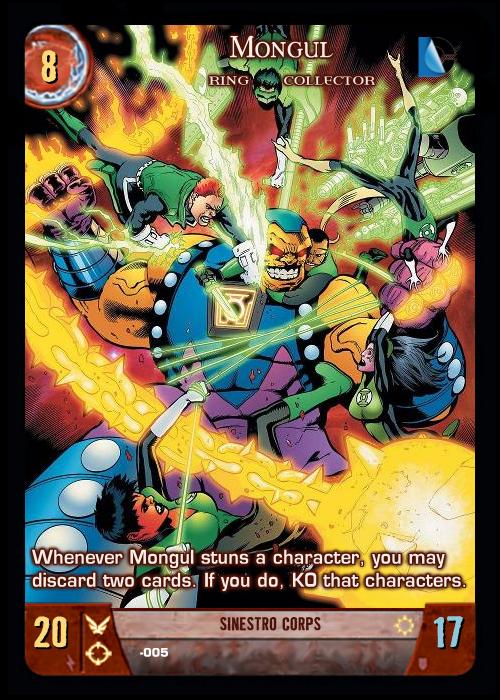 8
MONGUL
RING COLLECTOR
Whenever Mongul stuns a character, you may
discard two cards. If you do, KO that characters.
20
SINESTRO CORPS
17
-005